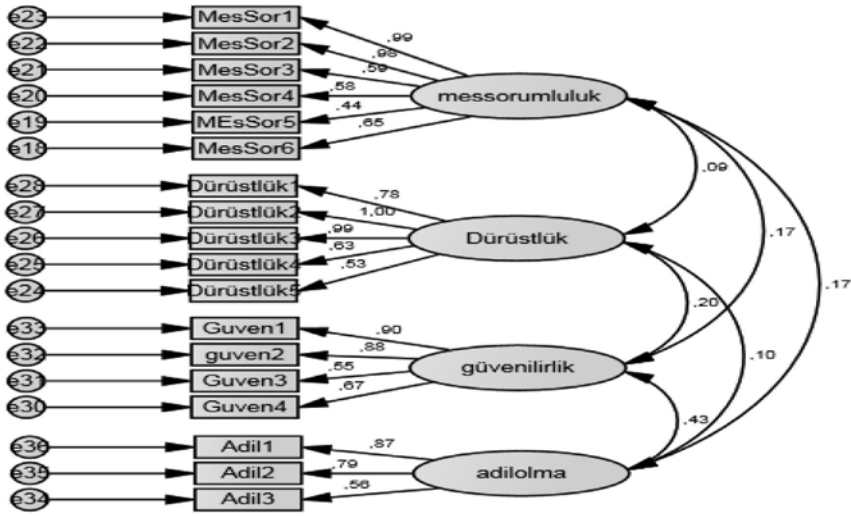 e23 MesSor1 .99
e22 MesSor2 .98
e21 MesSor3 .59
e20 MesSor4 .58
e19 MEsSor5 .44
e18 MesSor6 .65
messorumluluk
e28 Dürüstlük1 .78
e27 Dürüstlük2 1,00
e26 Dürüstlük3 .99
e25 Dürüstlük4 .63
e24 Dürüstlük5 .53
Dürüstlük
e33 Guven1 .90
e32 guven2 .88
e31 Guven3 .55
e30 Guven4 .67
güvenilirlik
e36 Adil1 .87
e35 Adil2 .79
e34 Adil3 .56
adilolma
.09
.17
.17
.20
.10
.43